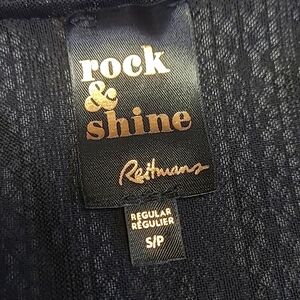 rock
&
shine
Reitmans
REGULAR
RÉGULIER
S/P